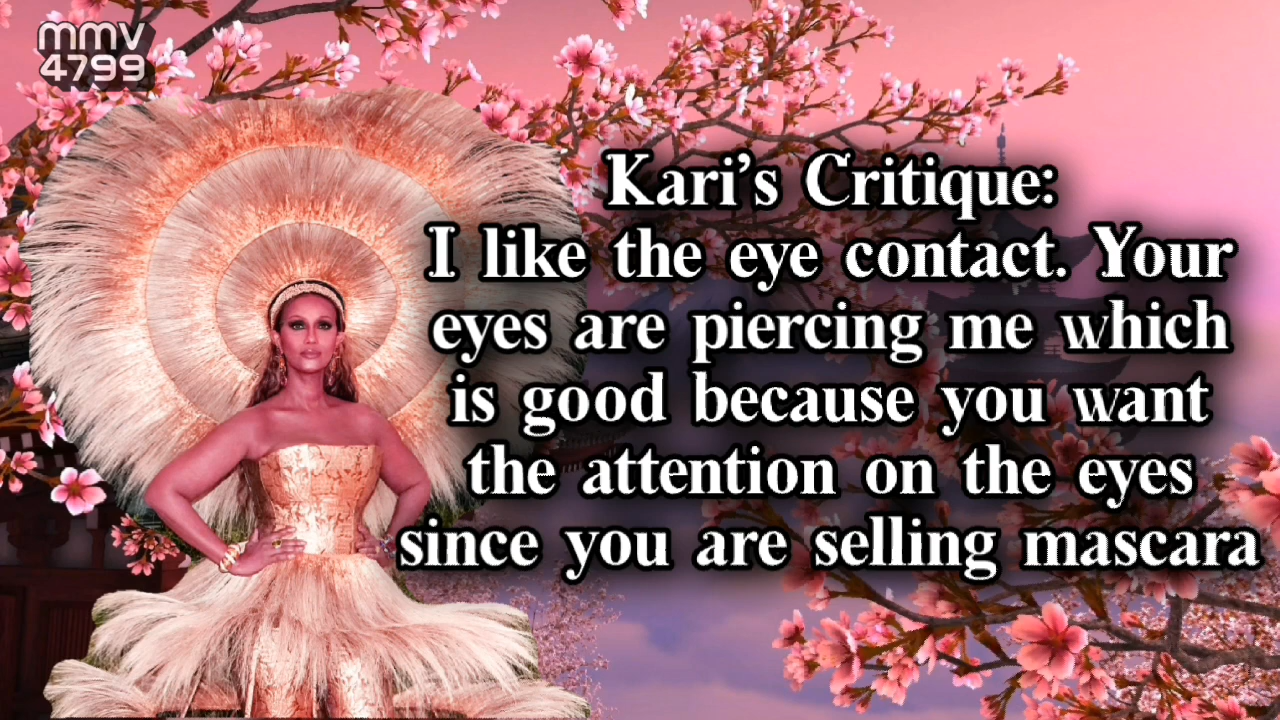 mmv
4799
Kari's Critique:
I like the eye contact. Your
eyes are piercing me which
is good because you want
the attention on the eyes
since you are selling mascara